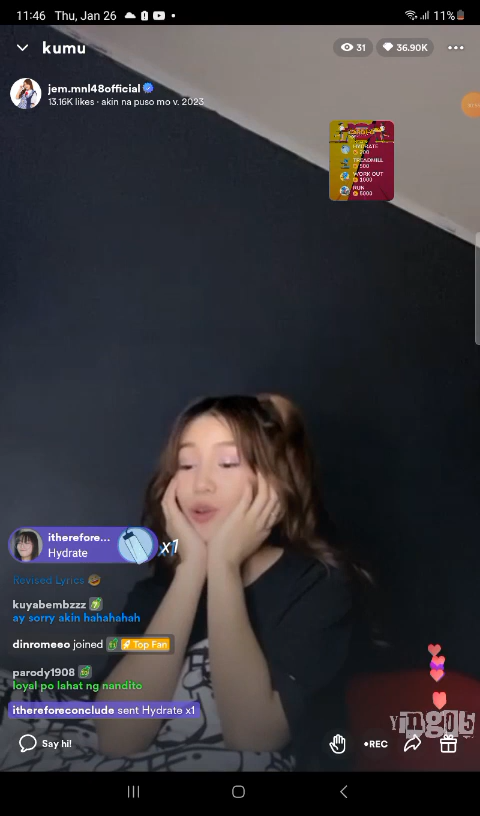 11:46 Thu, Jan 26 11%
kumu 31 36.90K
jem.mnl48official
13.16K likes · akin na puso mo v. 2023
HYDRATE
TREADMILL
500
WORK OUT
1000
RUN
5000
itherefore...
Hydrate
x1
Revised Lyrics
kuyabembzzz
ay sorry akin hahahahah
dinromeeo joined Top Fan
parody1908
loyal po lahat ng nandito
ithereforeconclude sent Hydrate x1
Say hi!
•REC